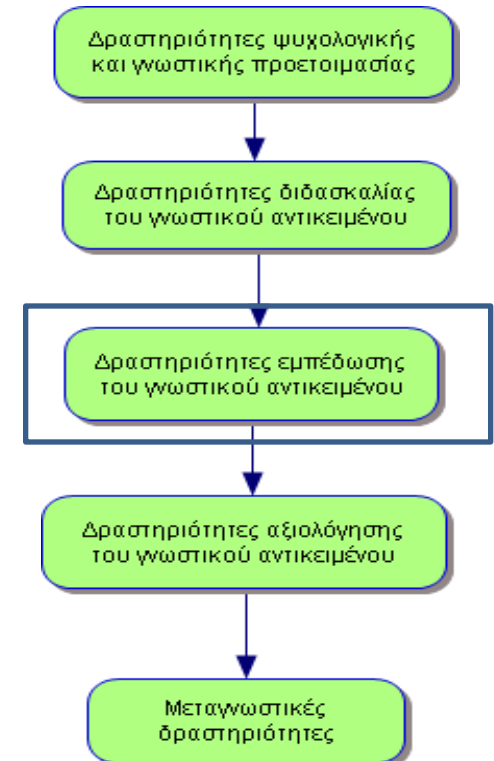 Δραστηριότητες ψυχολογικής
και γνωστικής προετοιμασίας
Δραστηριότητες διδασκαλίας
του γνωστικού αντικειμένου
Δραστηριότητες εμπέδωσης
του γνωστικού αντικειμένου
Δραστηριότητες αξιολόγησης
του γνωστικού αντικειμένου
Μεταγνωστικές
δραστηριότητες